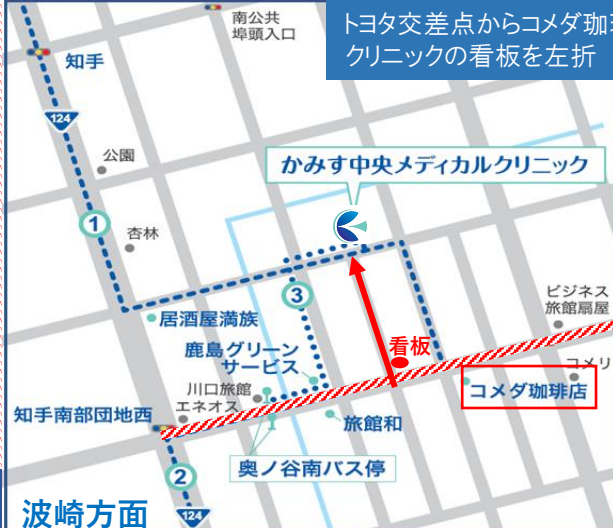 トヨタ交差点からコメダ珈
クリニックの看板を左折
南公共
埠頭入口
知手
124
公園
かみす中央メディカルクリニック
1
杏林
3
ビジネス
旅館扇屋
居酒屋満族
看板
鹿島グリーン
サービス
コメリ
川口旅館
エネオス
コメダ珈琲店
知手南部団地西
旅館和
奥ノ谷南バス停
2
波崎方面
124